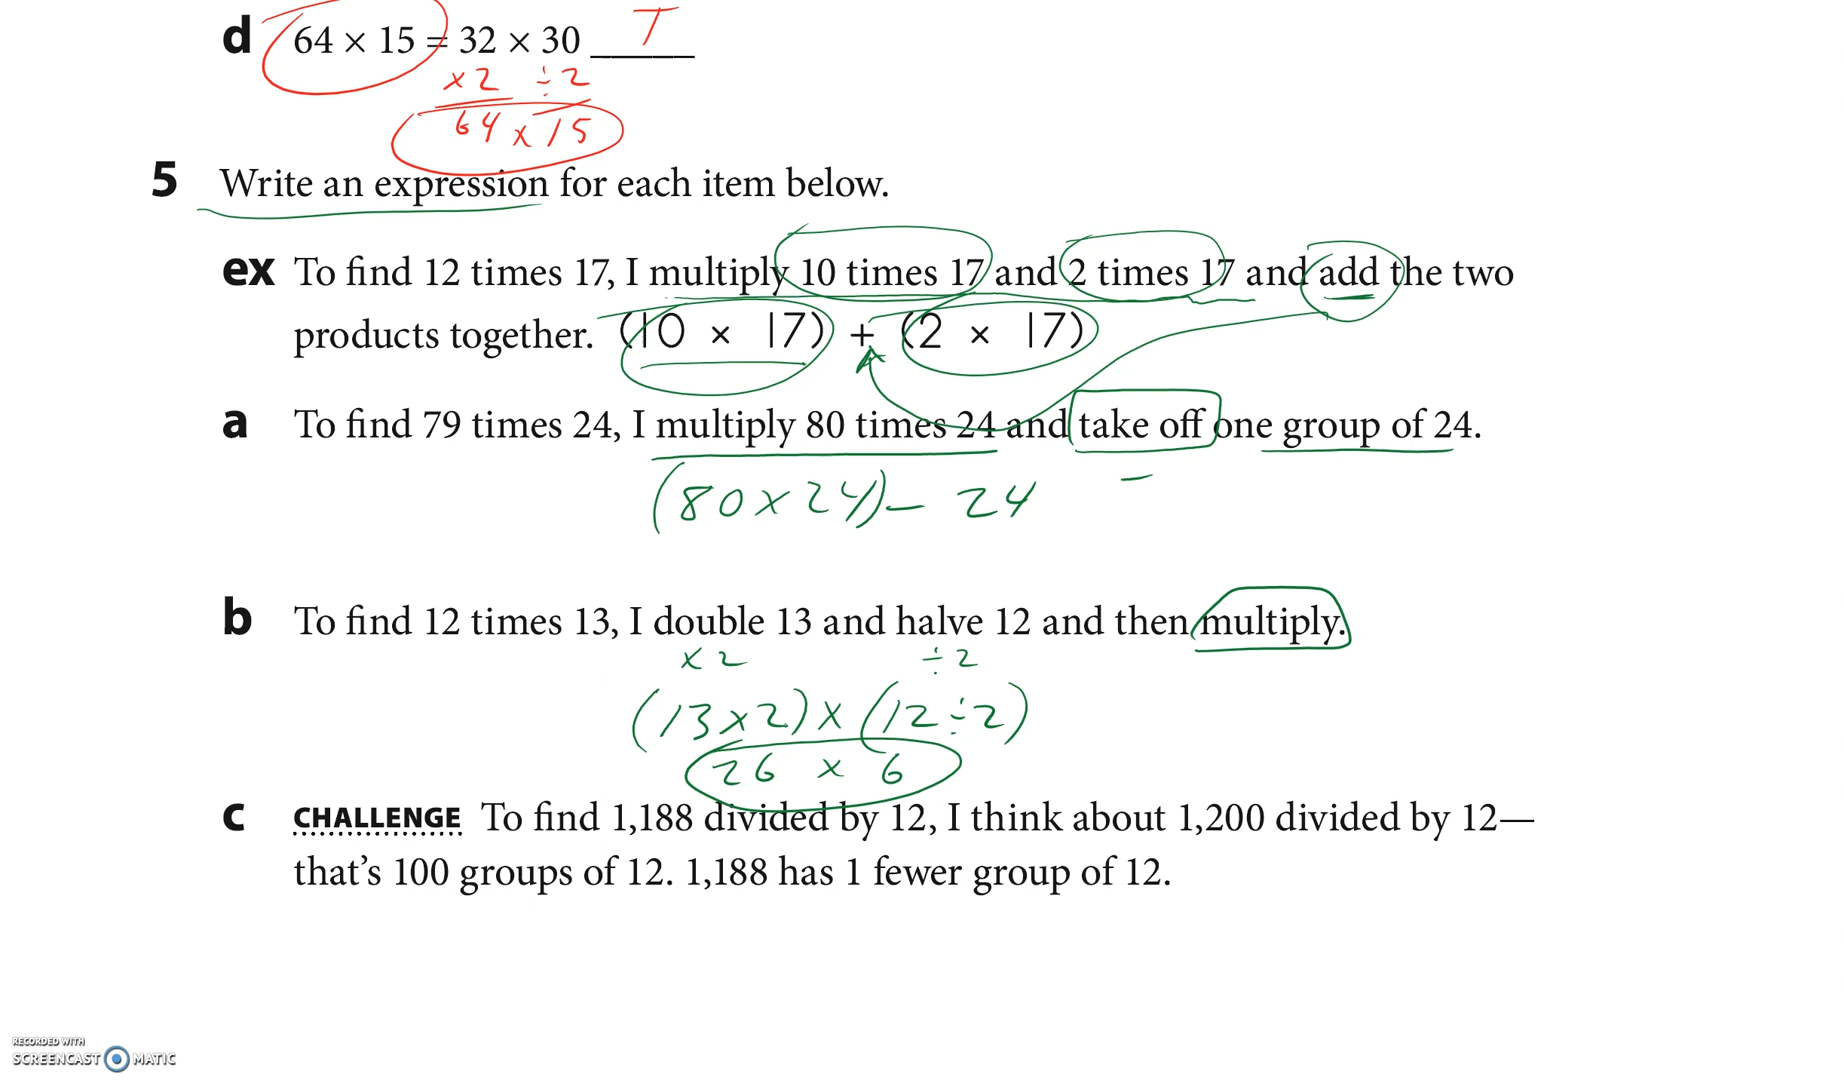 d 64 × 15 = 32 × 30 T
×2 ÷2
64 × 15
5 Write an expression for each item below.
ex To find 12 times 17, I multiply 10 times 17 and 2 times 17 and add the two
products together. (10 × 17) + (2 × 17)
a To find 79 times 24, I multiply 80 times 24 and take off one group of 24.
–
(80 × 24) – 24
b To find 12 times 13, I double 13 and halve 12 and then multiply.
×2 ÷2
(13 × 2) × (12 ÷ 2)
26 × 6
c CHALLENGE To find 1,188 divided by 12, I think about 1,200 divided by 12—
that's 100 groups of 12. 1,188 has 1 fewer group of 12.
RECORDED WITH
SCREENCAST MATIC